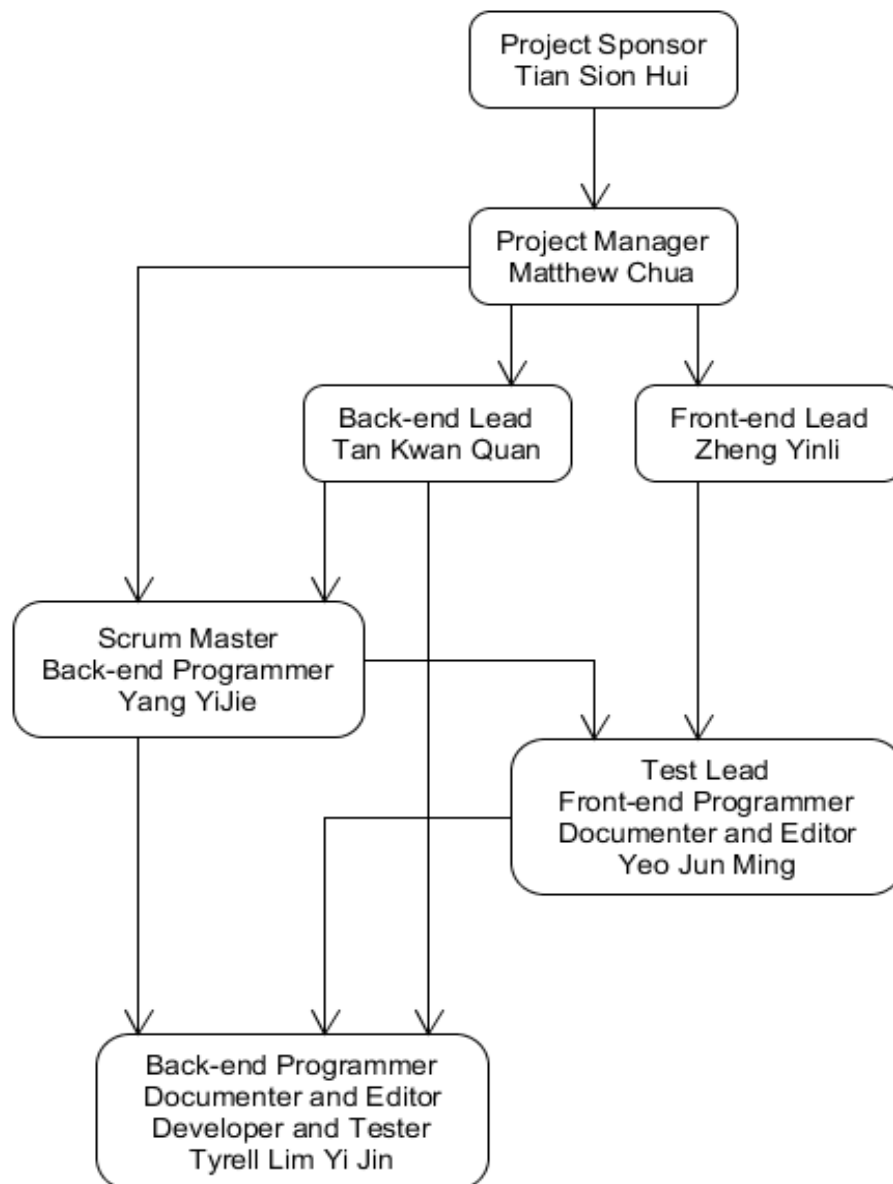 Project Sponsor
Tian Sion Hui
Project Manager
Matthew Chua
Back-end Lead
Tan Kwan Quan
Front-end Lead
Zheng Yinli
Scrum Master
Back-end Programmer
Yang YiJie
Test Lead
Front-end Programmer
Documenter and Editor
Yeo Jun Ming
Back-end Programmer
Documenter and Editor
Developer and Tester
Tyrell Lim Yi Jin